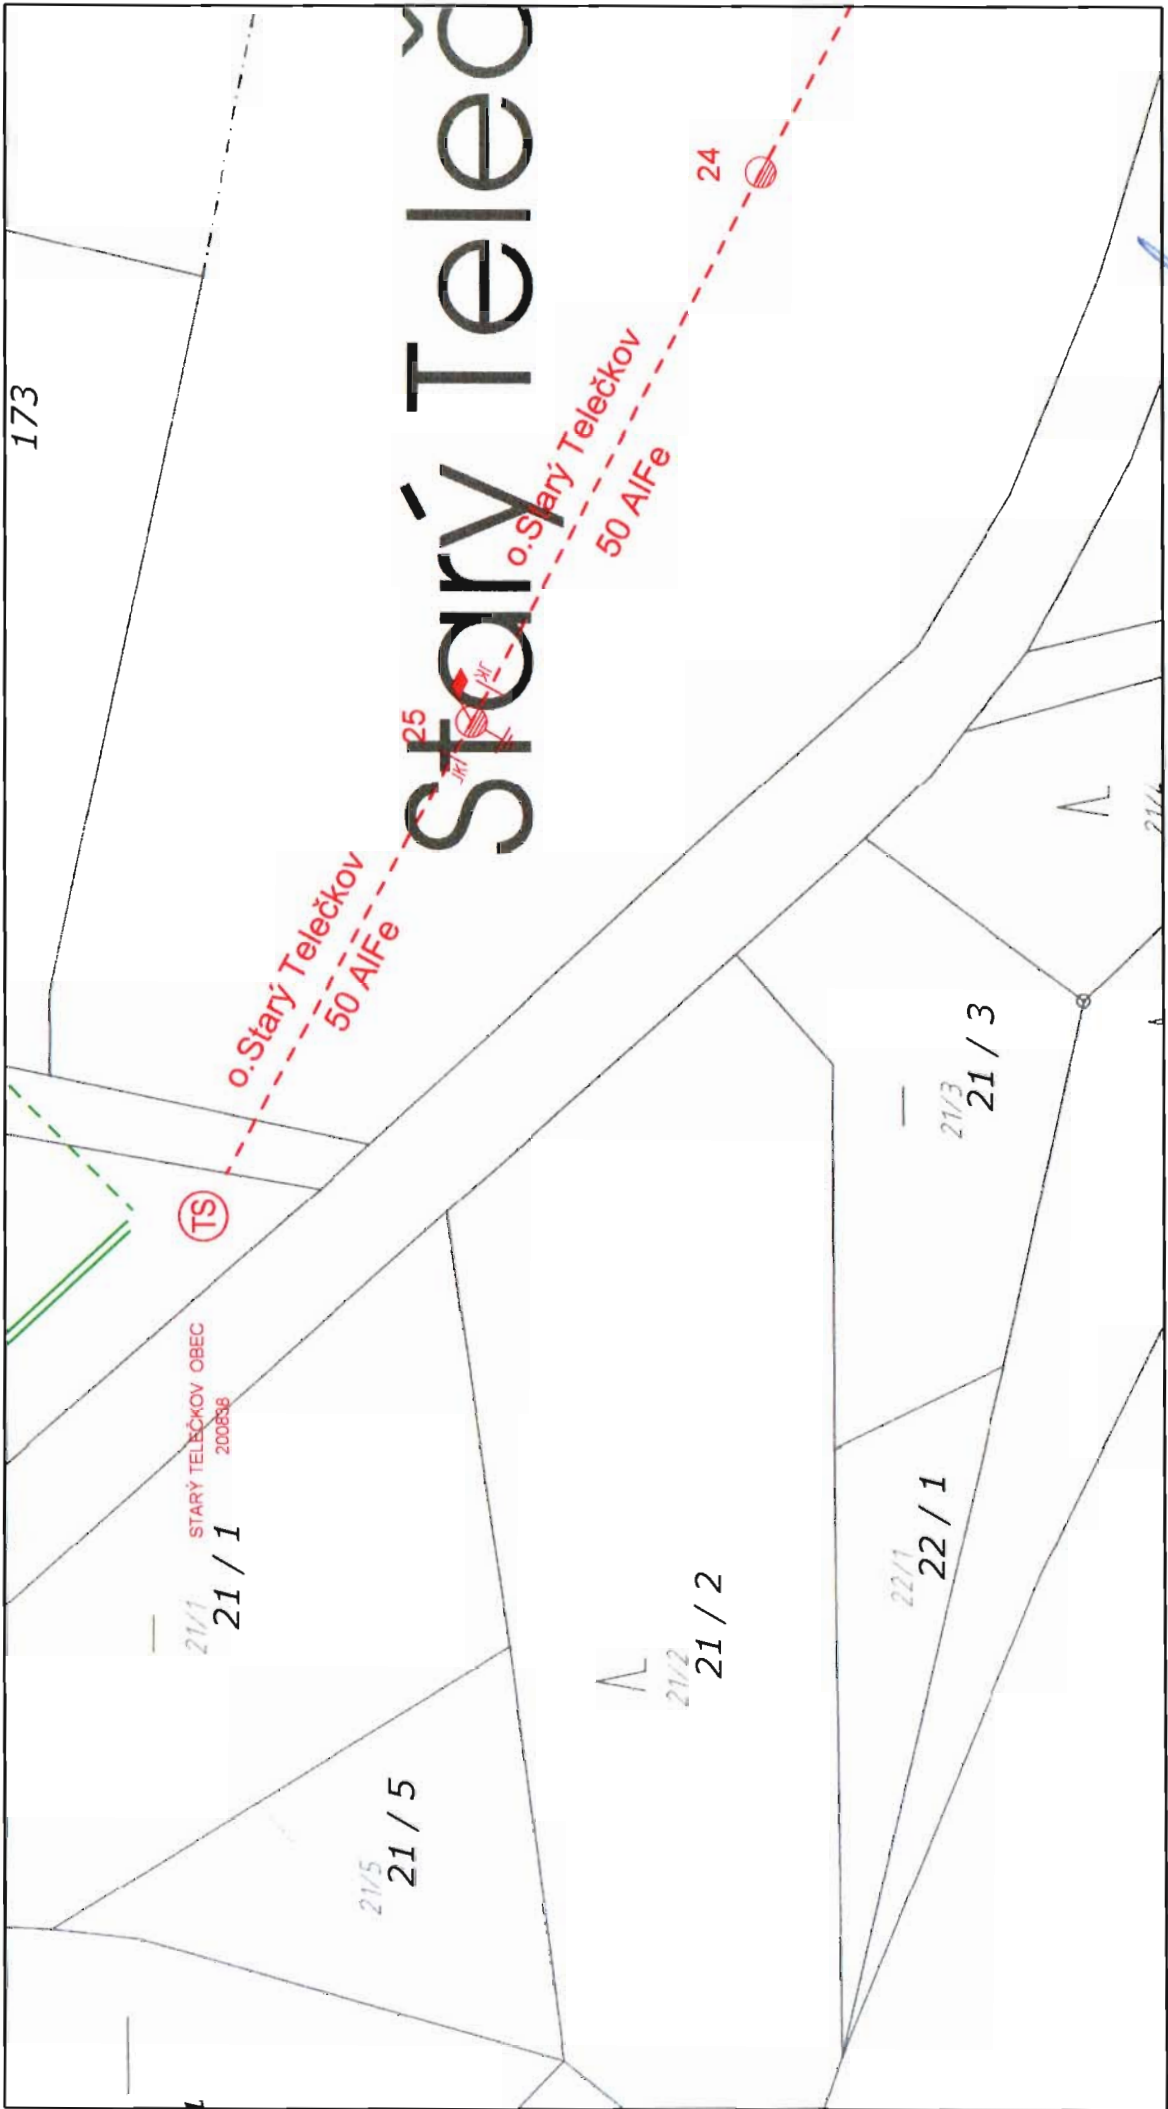 173
Starý Teleč
24
o.Starý Telečkov
50 AlFe
25
o.Starý Telečkov
50 AlFe
TS
STARÝ TELEČKOV OBEC
200838
21/1
21 / 1
21/5
21 / 5
21/2
21 / 2
22/1
22 / 1
21/3
21 / 3